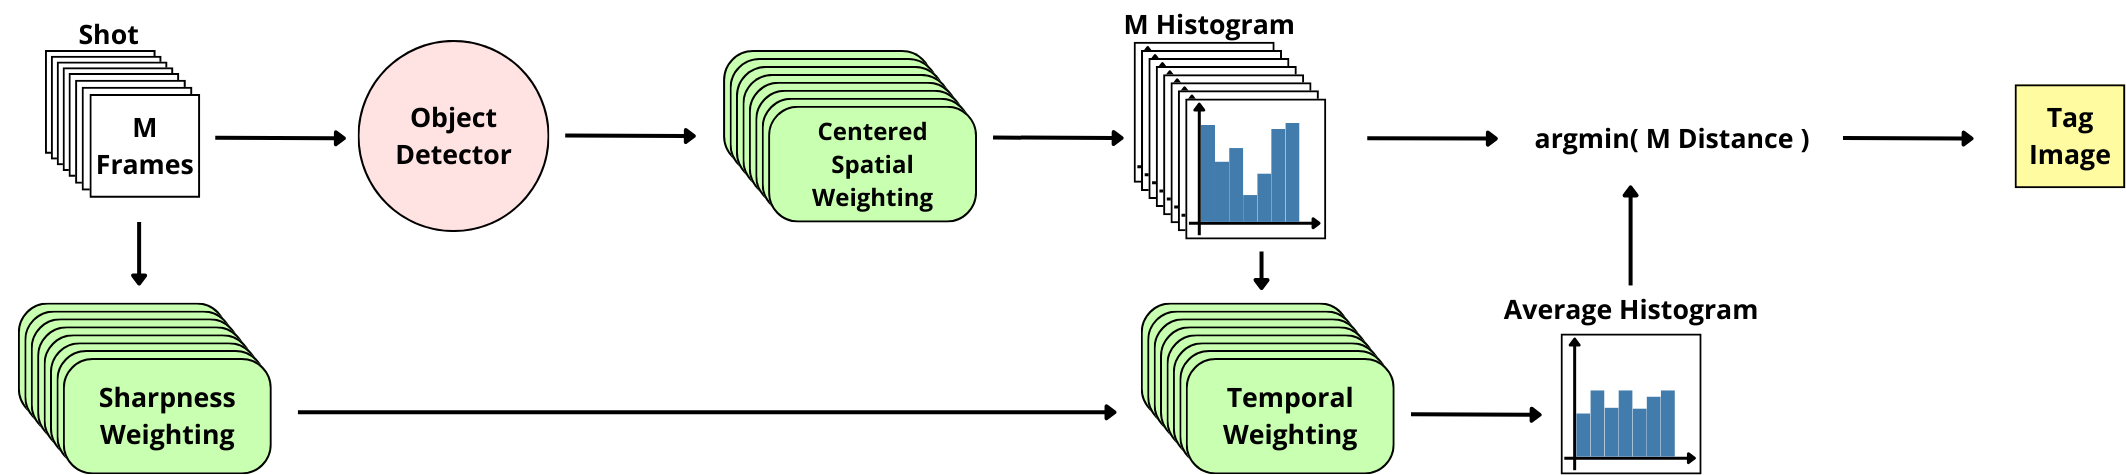 Shot
M
Frames
Object
Detector
Centered
Spatial
Weighting
M Histogram
argmin( M Distance )
Tag
Image
Sharpness
Weighting
Temporal
Weighting
Average Histogram